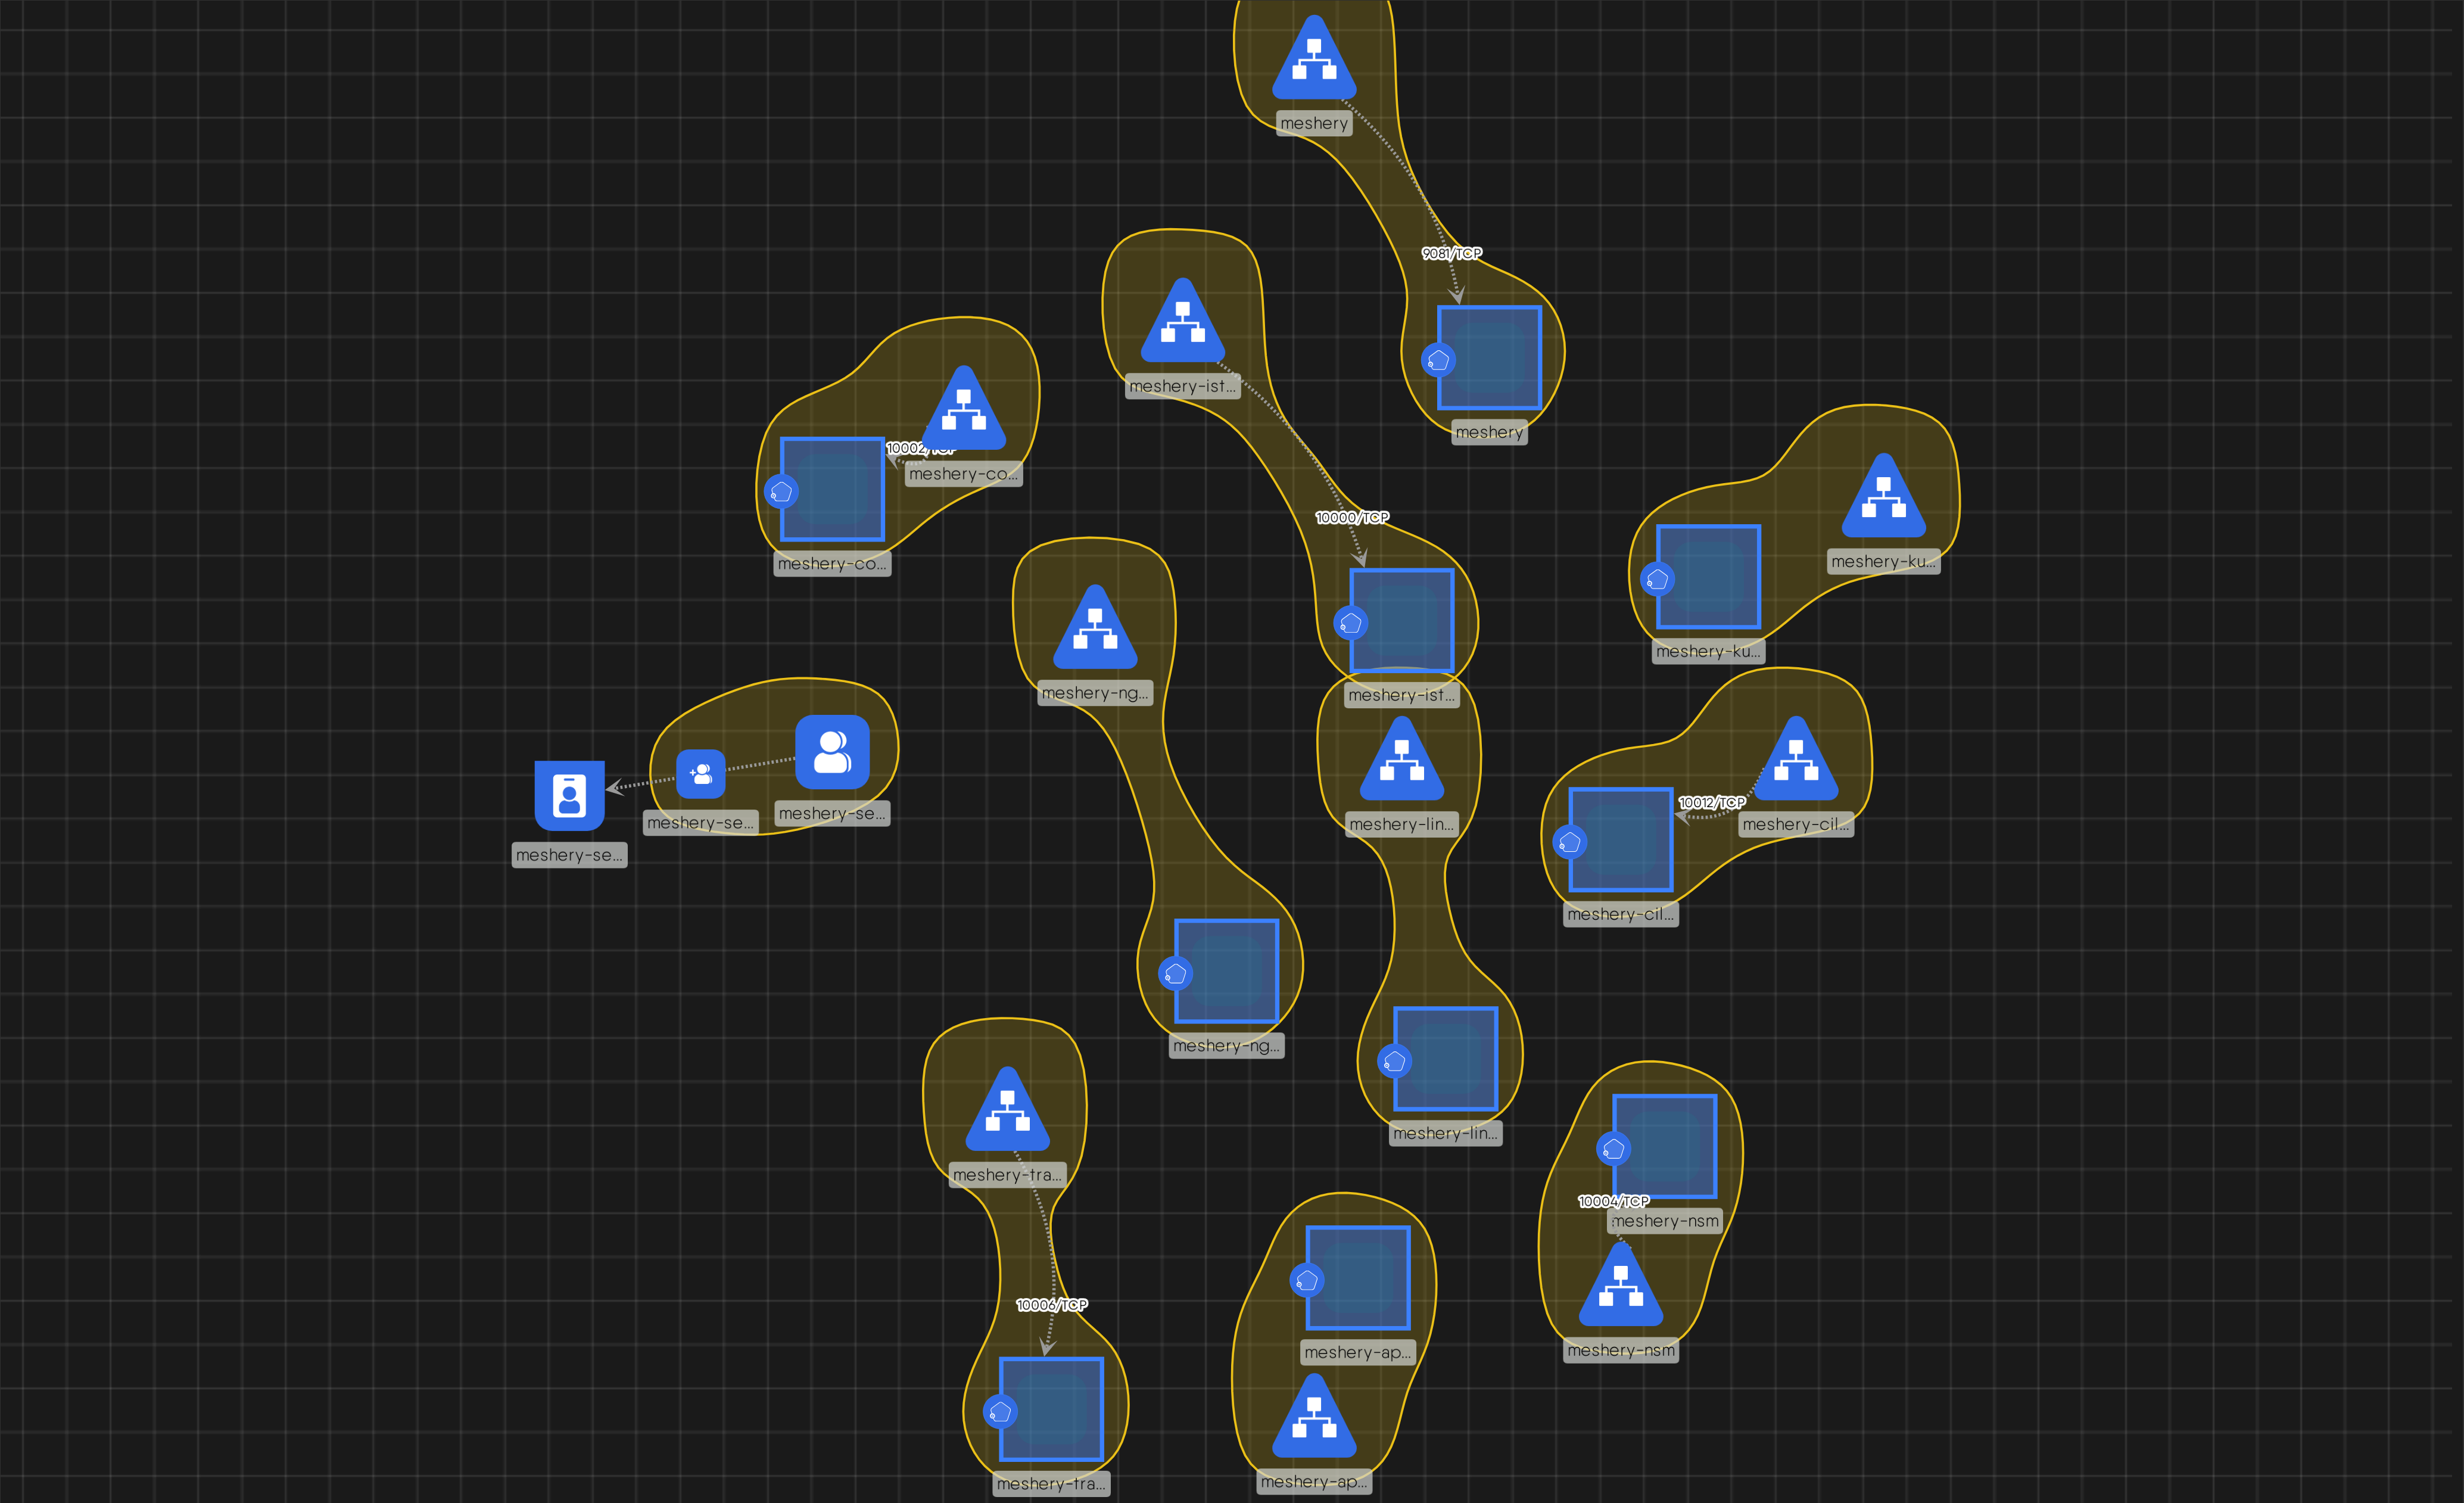 meshery
9081/TCP
meshery-ist...
meshery
10002/TCP
meshery-co...
10000/TCP
meshery-co...
meshery-ku...
meshery-ku...
meshery-ng...
meshery-ist...
10012/TCP
meshery-se...
meshery-se...
meshery-lin...
meshery-cil...
meshery-se...
meshery-cil...
meshery-ng...
meshery-lin...
meshery-tra...
10004/TCP
meshery-nsm
10006/TCP
meshery-ap...
meshery-nsm
meshery-tra...
meshery-ap...